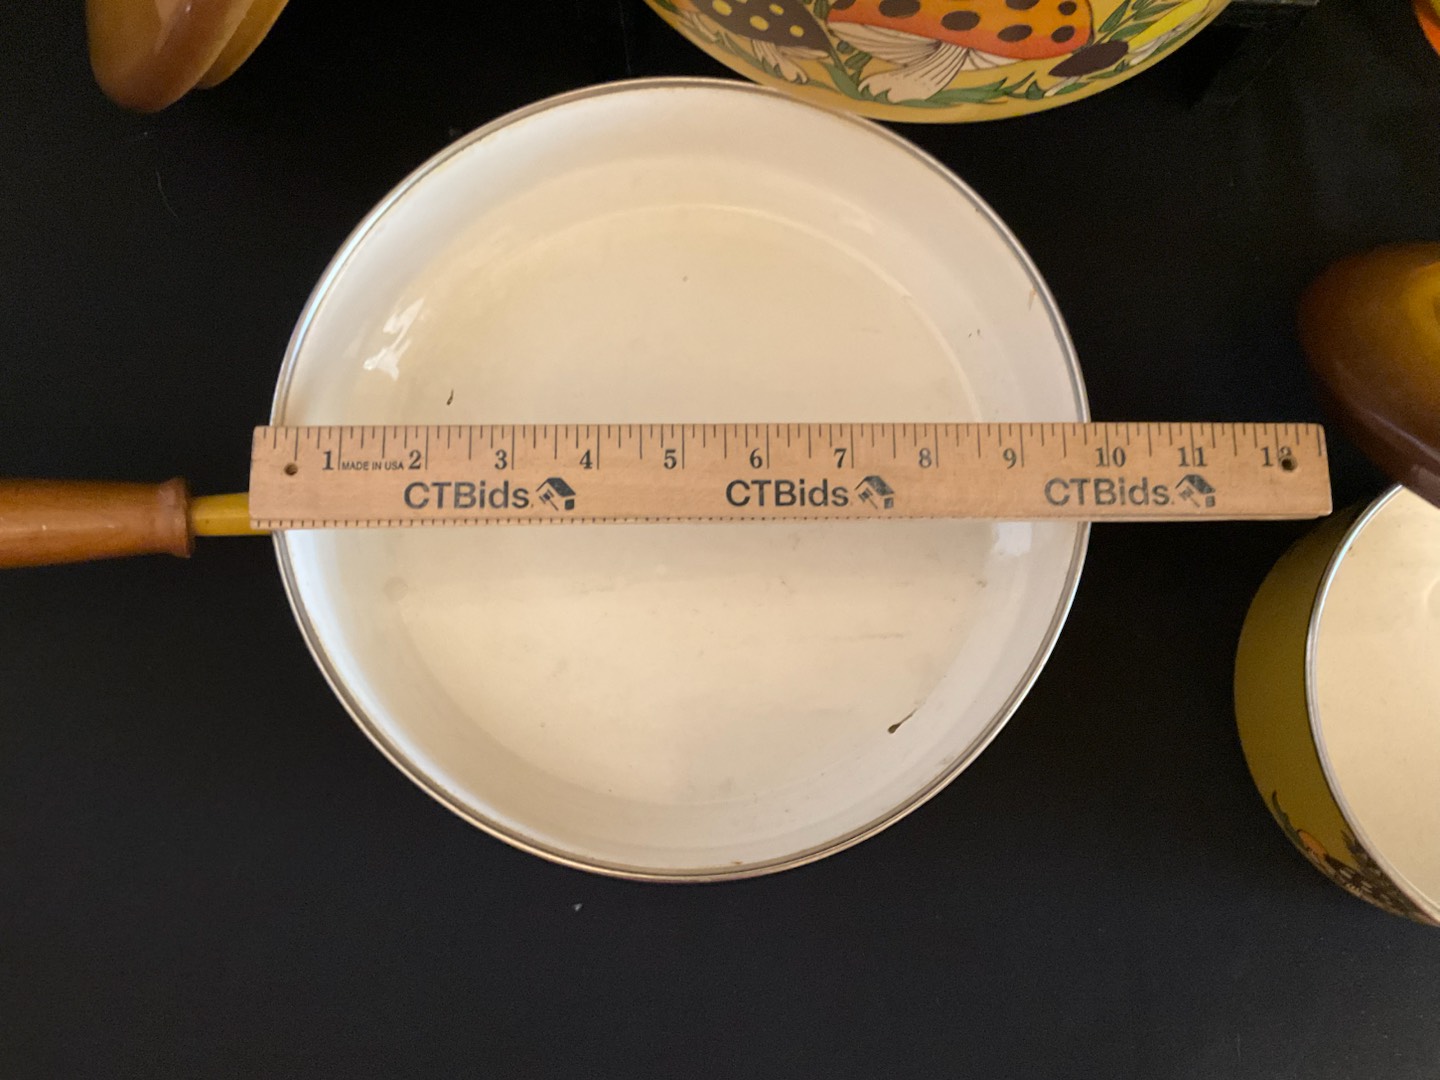 1 MADE IN USA 2 3 4 5 6 7 8 9 10 11 12
CTBids. CTBids. CTBids.